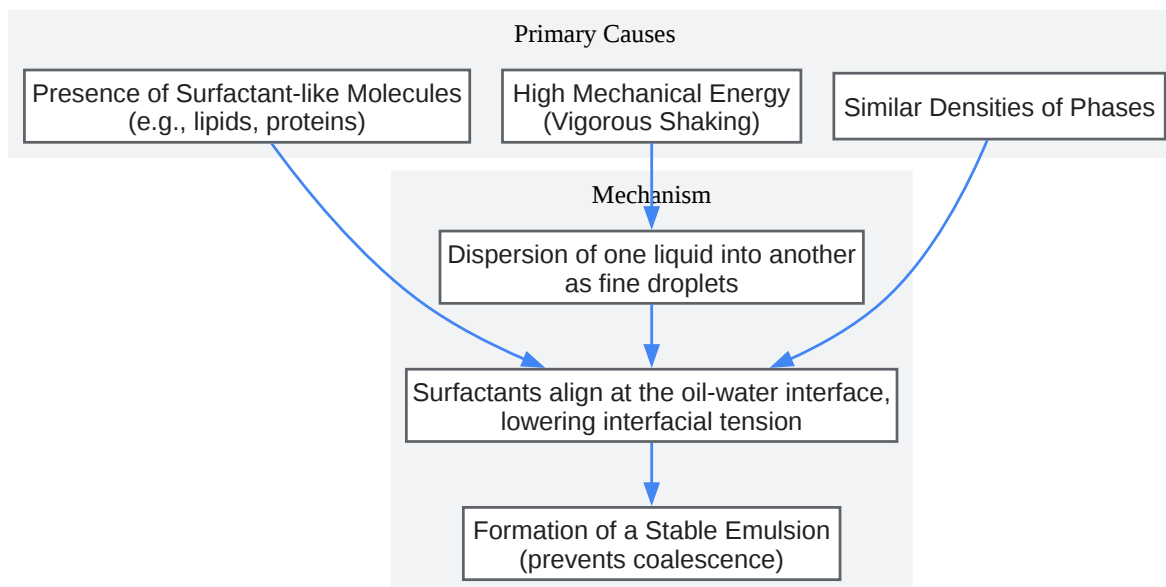 Primary Causes
Presence of Surfactant-like Molecules
(e.g., lipids, proteins)
High Mechanical Energy
(Vigorous Shaking)
Similar Densities of Phases
Mechanism
Dispersion of one liquid into another
as fine droplets
Surfactants align at the oil-water interface,
lowering interfacial tension
Formation of a Stable Emulsion
(prevents coalescence)